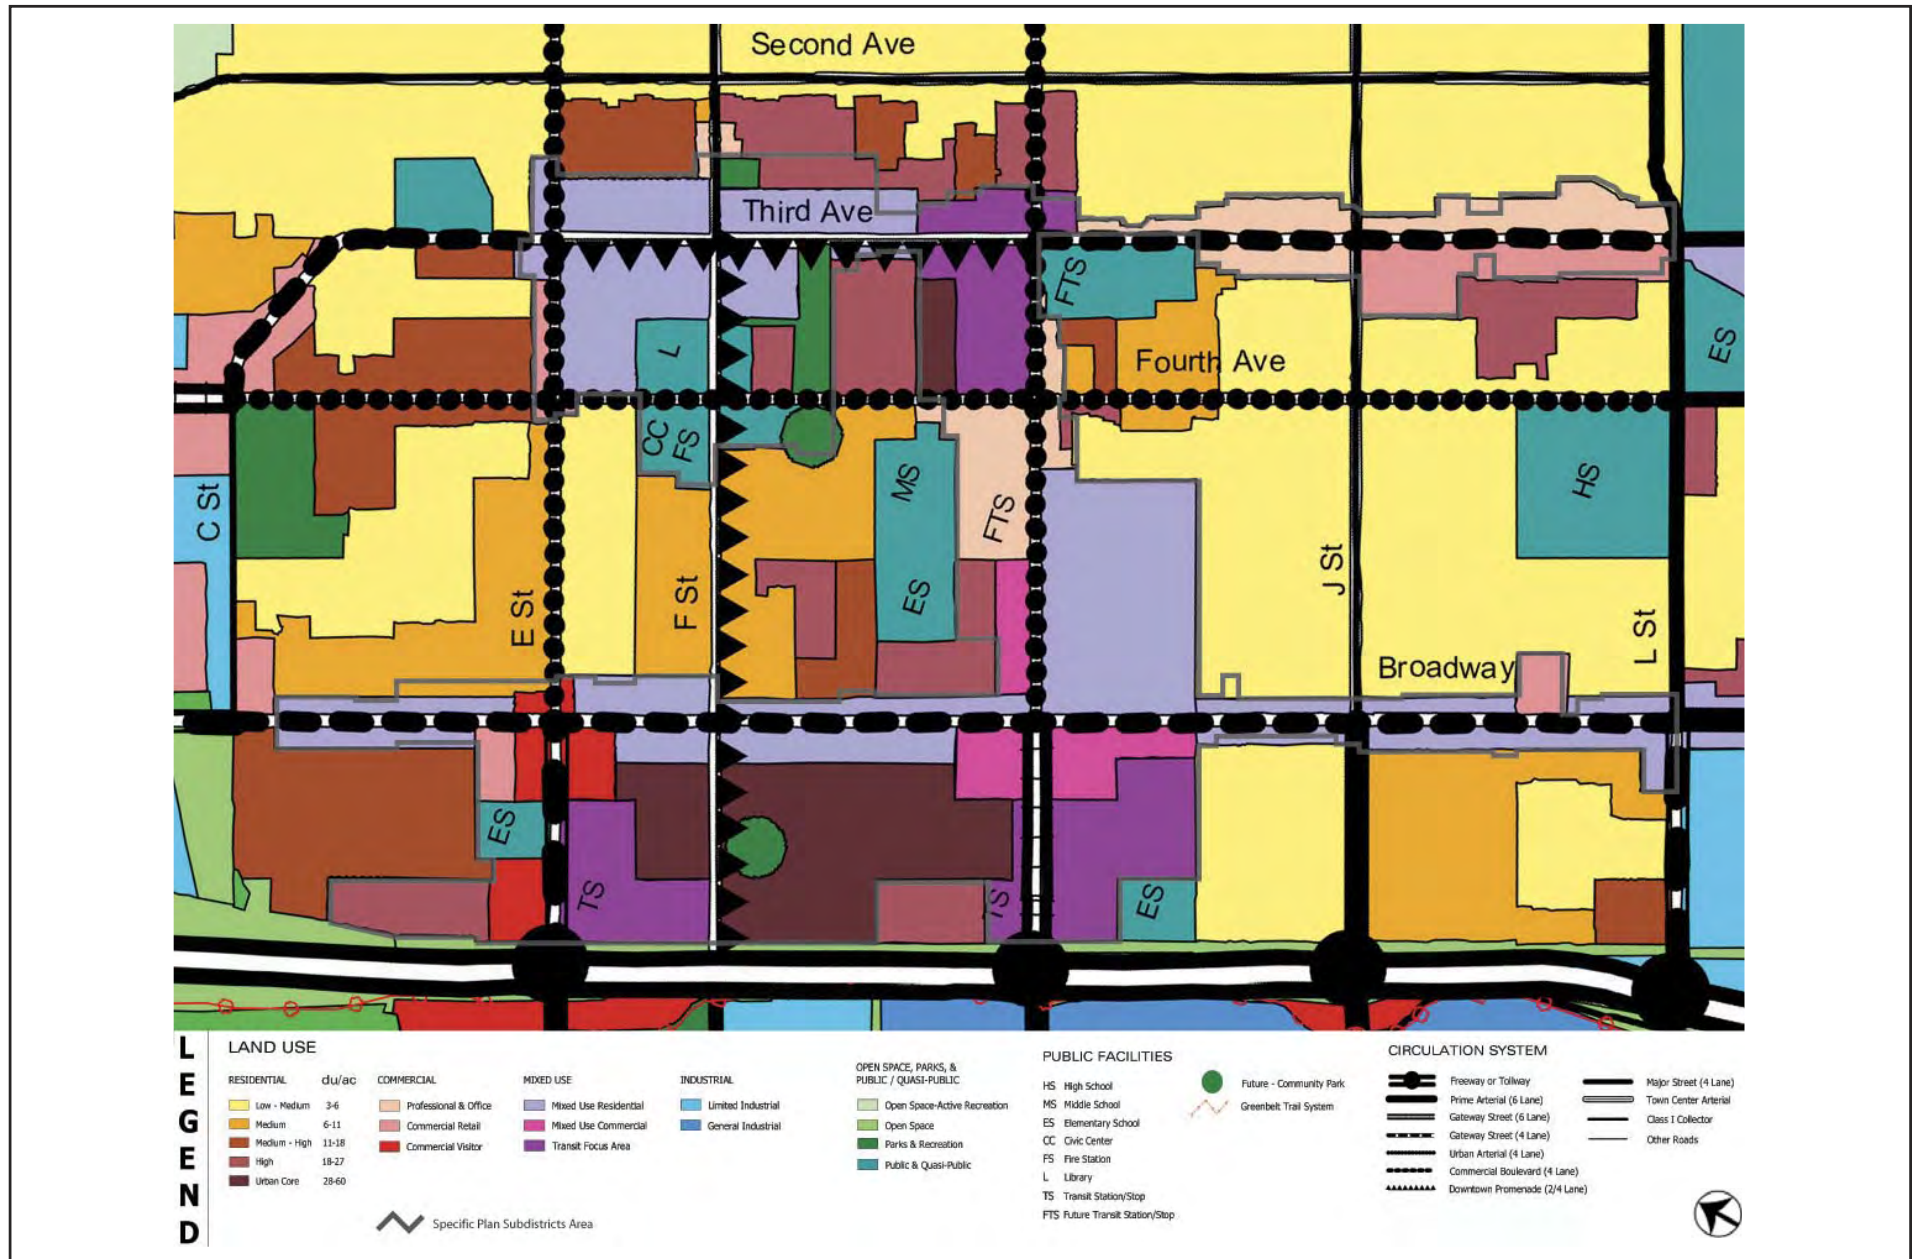 Second Ave
Third Ave
FTS
ES
L
Fourth Ave
CC
FS
MS
HS
C St
FTS
J St
E St
F St
ES
L St
Broadway
ES
TS
TS
ES
LEGEND
LAND USE
RESIDENTIAL du/ac
Low - Medium 3-6
Medium 6-11
Medium - High 11-18
High 18-27
Urban Core 28-60
COMMERCIAL
Professional & Office
Commercial Retail
Commercial Visitor
MIXED USE
Mixed Use Residential
Mixed Use Commercial
Transit Focus Area
INDUSTRIAL
Limited Industrial
General Industrial
OPEN SPACE, PARKS, &
PUBLIC / QUASI-PUBLIC
Open Space-Active Recreation
Open Space
Parks & Recreation
Public & Quasi-Public
Specific Plan Subdistricts Area
PUBLIC FACILITIES
HS High School
MS Middle School
ES Elementary School
CC Civic Center
FS Fire Station
L Library
TS Transit Station/Stop
FTS Future Transit Station/Stop
Future - Community Park
Greenbelt Trail System
CIRCULATION SYSTEM
Freeway or Tollway
Prime Arterial (6 Lane)
Gateway Street (6 Lane)
Gateway Street (4 Lane)
Urban Arterial (4 Lane)
Commercial Boulevard (4 Lane)
Downtown Promenade (2/4 Lane)
Major Street (4 Lane)
Town Center Arterial
Class I Collector
Other Roads